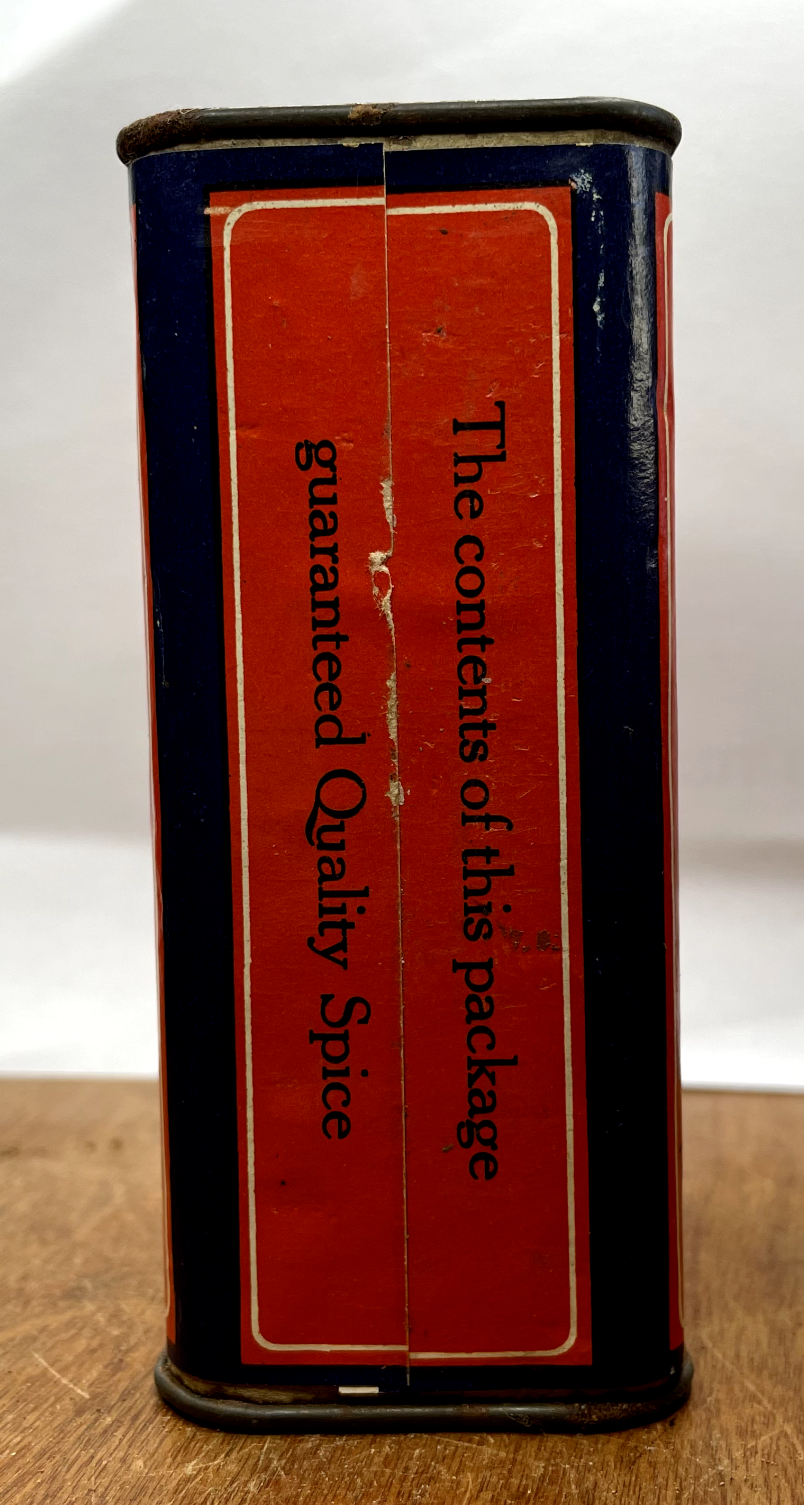 The contents of this package
guaranteed Quality Spice